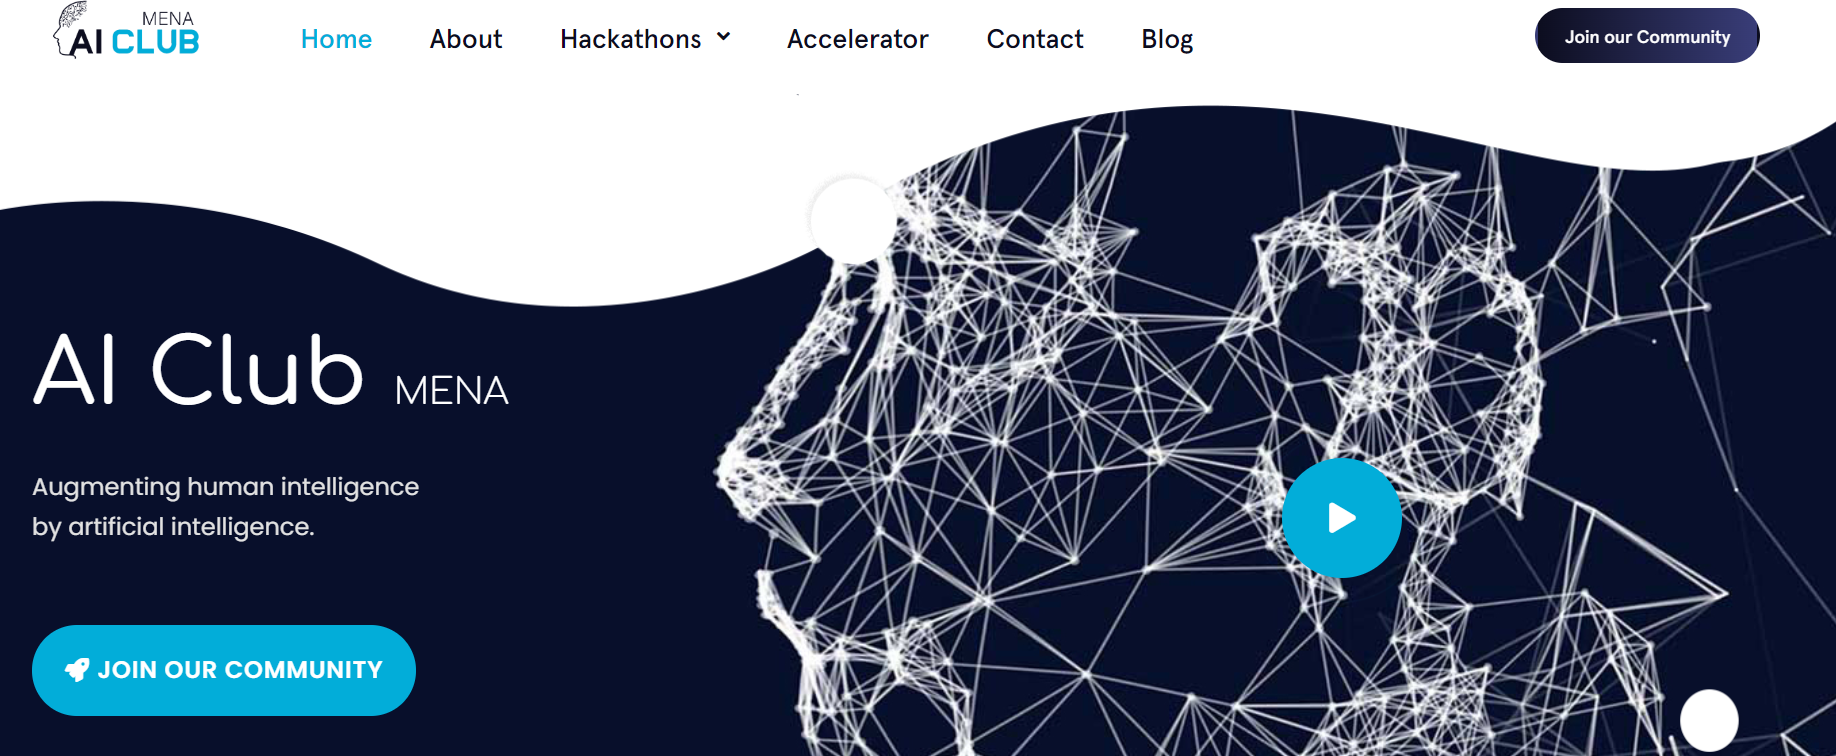 MENA
AI CLUB
Home About Hackathons Accelerator Contact Blog
Join our Community
AI Club MENA
Augmenting human intelligence
by artificial intelligence.
JOIN OUR COMMUNITY